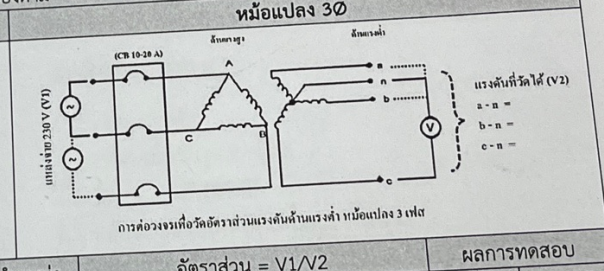 หม้อแปลง 3Ø
ด้านแรงสูง
ด้านแรงต่ำ
(CB 10-20 A)
A
a
n
b
แรงดันที่วัดได้ (V2)
a - n =
b - n =
c - n =
แหล่งจ่าย 230 V (V1)
~
~
C
B
V
c
การต่อวงจรเพื่อวัดอัตราส่วนแรงดันด้านแรงต่ำ หม้อแปลง 3 เฟส
อัตราส่วน = V1/V2
ผลการทดสอบ